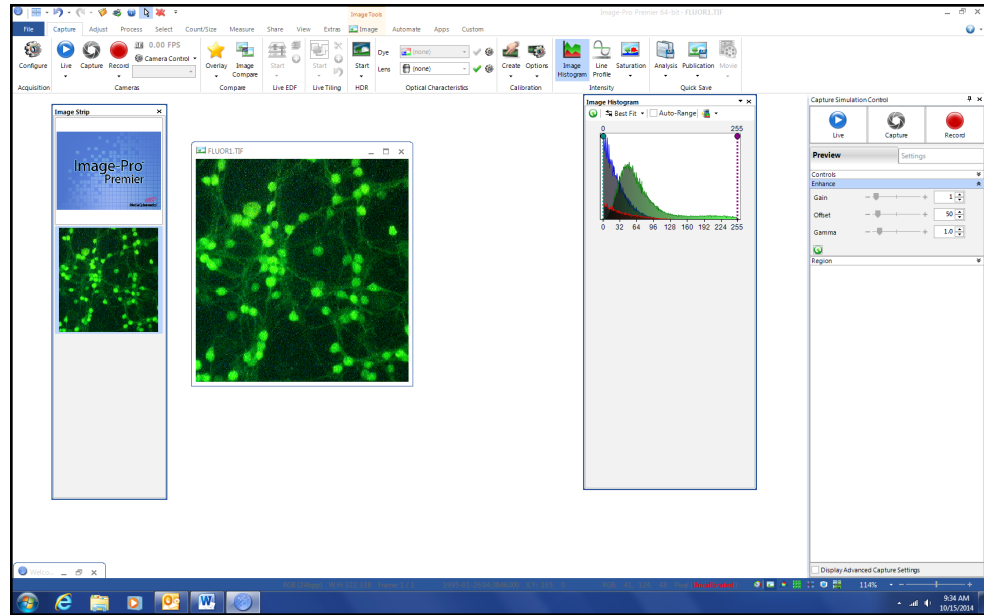 Image Tools
Image-Pro Premier 64-bit - FLUOR1.TIF
File Capture Adjust Process Select Count/Size Measure Share View Extras Image Automate Apps Custom
Configure Live Capture Record 0.00 FPS
Camera Control
Overlay Image Compare Start Start Start
Dye (none)
Lens (none)
Create Options Image Histogram Line Profile Saturation Analysis Publication Movie
Acquisition Cameras Compare Live EDF Live Tiling HDR Optical Characteristics Calibration Intensity Quick Save
Image Strip
Image-Pro
Premier
FLUOR1.TIF
Image Histogram
Best Fit Auto-Range
0 255
0 32 64 96 128 160 192 224 255
Capture Simulation Control
Live Capture Record
Preview Settings
Controls
Enhance
Gain 1
Offset 50
Gamma 1.0
Region
Display Advanced Capture Settings
Welco...
114%
9:34 AM
10/15/2014